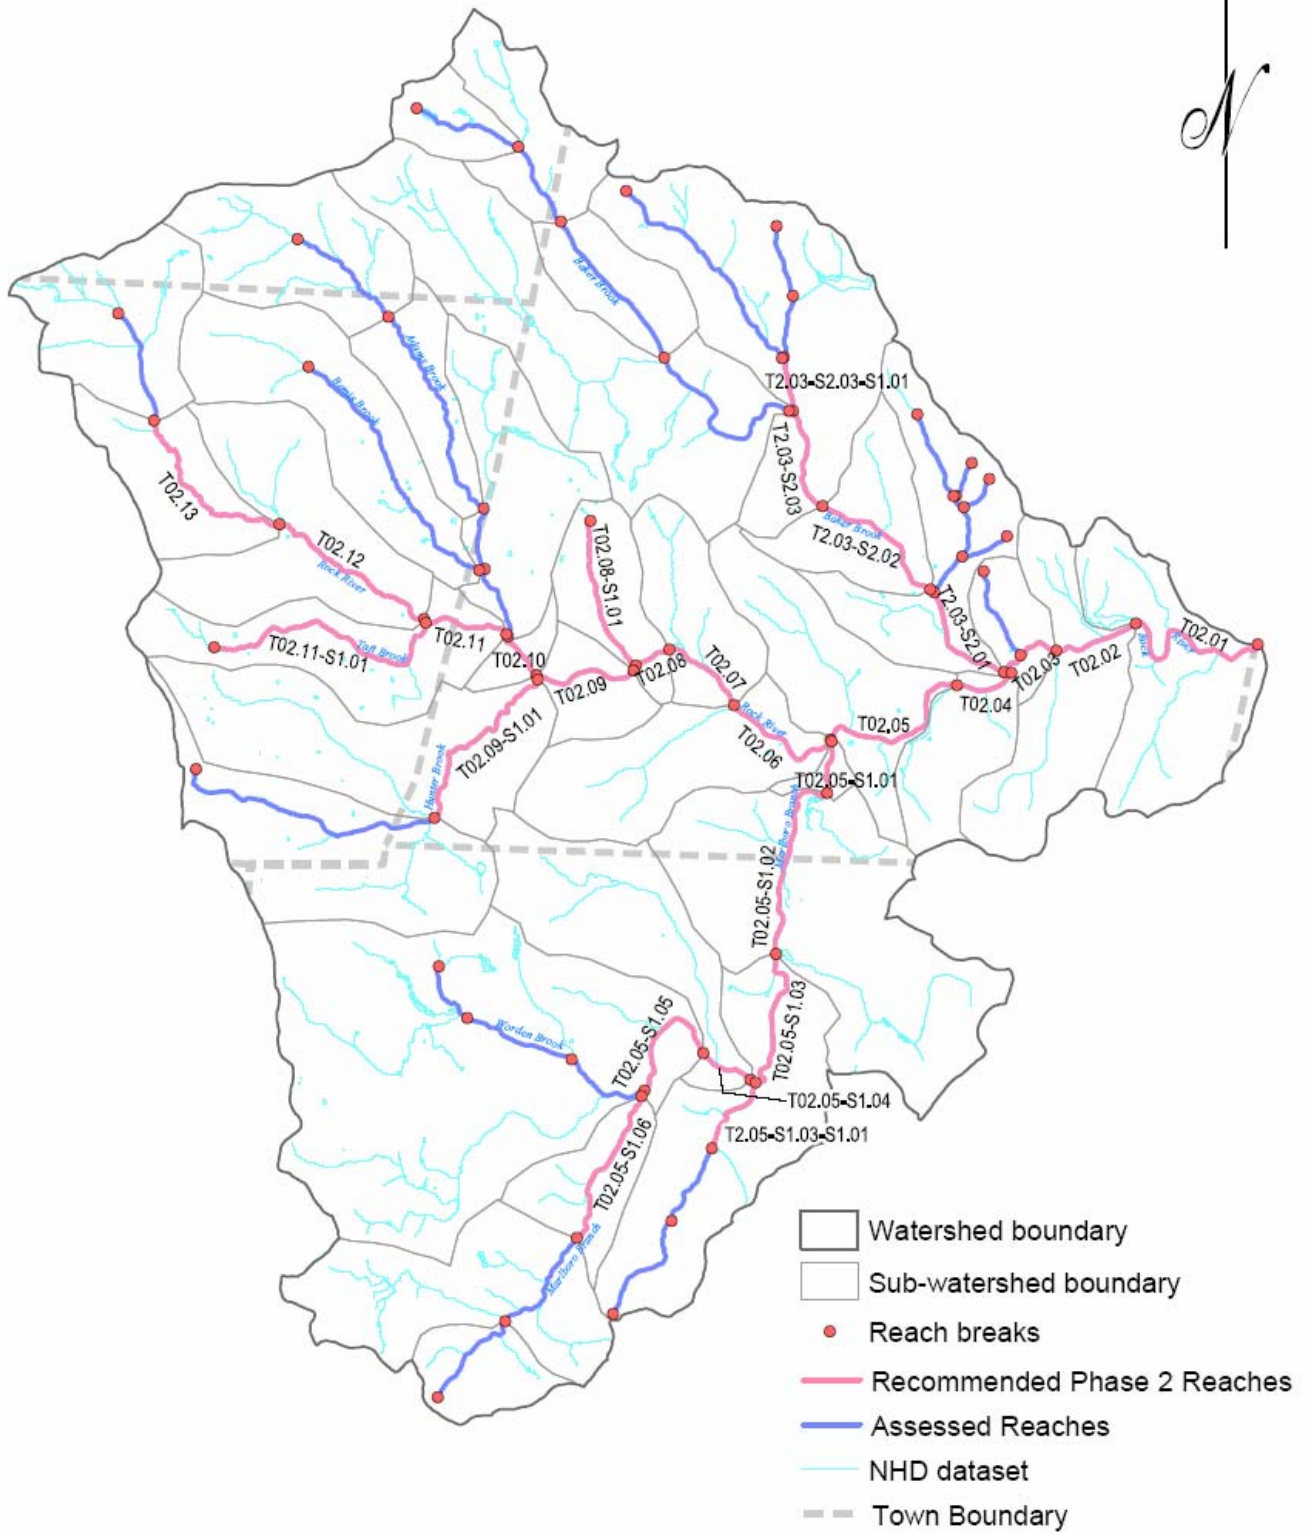 N
Baker Brook
Adams Brook
T2.03-S2.03-S1.01
T2.03-S2.03
T02.13
Baker Brook
T2.03-S2.02
T02.12
Rock River
T02.08-S1.01
T2.03-S2.01
T02.01
River
Rock
T02.11
T02.11-S1.01
Taft Brook
T02.10
T02.02
T02.03
T02.08
T02.07
T02.09
T02.04
T02.09-S1.01
Rock River
T02.06
T02.05
Hunter Brook
T02.05-S1.01
Marlboro Branch
T02.05-S1.02
T02.05-S1.03
T02.05-S1.05
Worden Brook
T02.05-S1.04
T2.05-S1.03-S1.01
T02.05-S1.06
Marlboro Branch
Watershed boundary
Sub-watershed boundary
Reach breaks
Recommended Phase 2 Reaches
Assessed Reaches
NHD dataset
Town Boundary